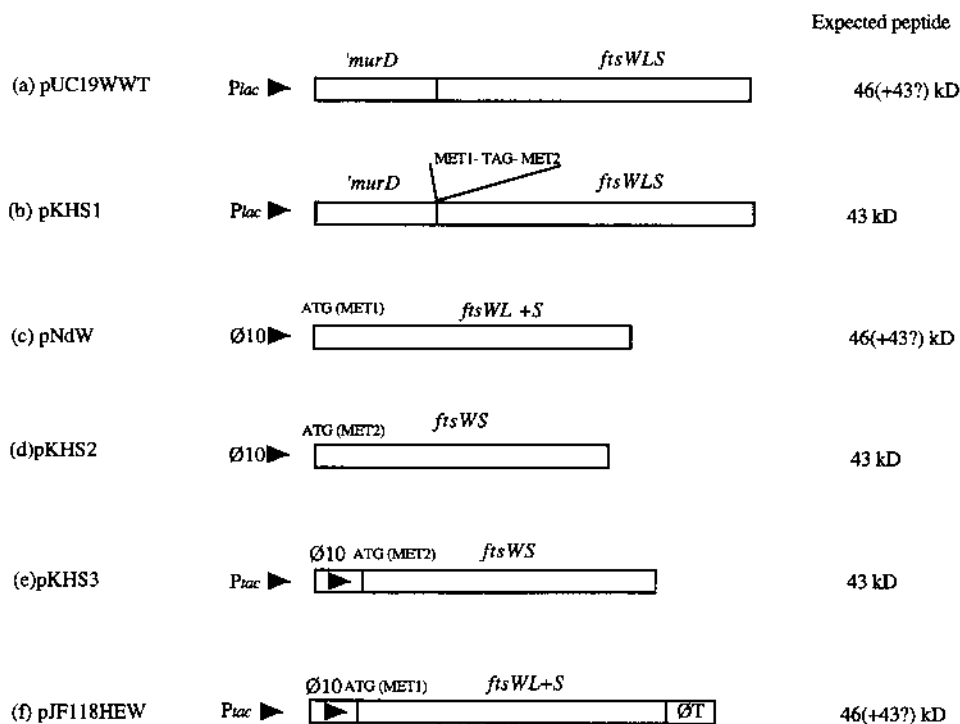 Expected peptide
'murD ftsWLS
(a) pUC19WWT Plac 46(+43?) kD
MET1- TAG- MET2
'murD ftsWLS
(b) pKHS1 Plac 43 kD
ATG (MET1) ftsWL +S
(c) pNdW Ø10 46(+43?) kD
ftsWS
ATG (MET2)
(d)pKHS2 Ø10 43 kD
Ø10 ATG (MET2) ftsWS
(e)pKHS3 Ptac 43 kD
Ø10 ATG (MET1) ftsWL+S
(f) pJF118HEW Ptac ØT 46(+43?) kD